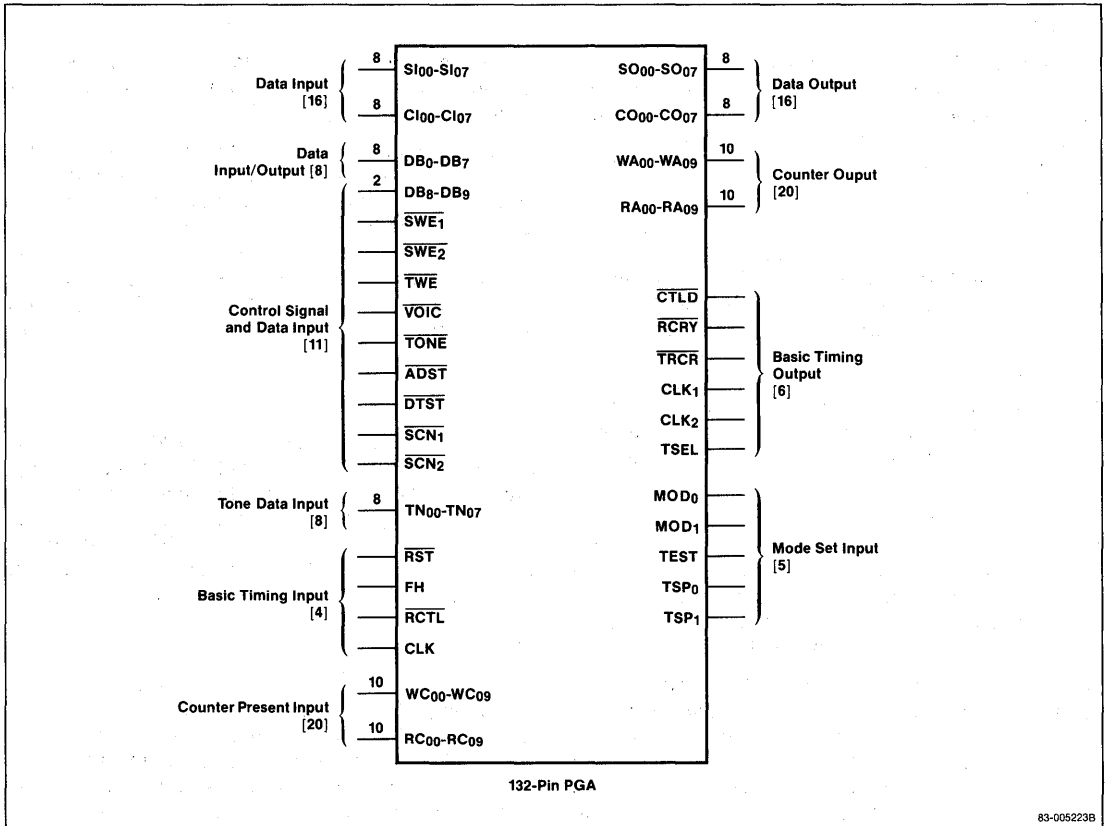 Data Input
[16]
8
SI00-SI07
8
CI00-CI07
Data
Input/Output [8]
8
DB0-DB7
2
DB8-DB9
Control Signal
and Data Input
[11]
SWE1
SWE2
TWE
VOIC
TONE
ADST
DTST
SCN1
SCN2
Tone Data Input
[8]
8
TN00-TN07
Basic Timing Input
[4]
RST
FH
RCTL
CLK
Counter Present Input
[20]
10
WC00-WC09
10
RC00-RC09
SO00-SO07
8
CO00-CO07
8
Data Output
[16]
WA00-WA09
10
RA00-RA09
10
Counter Ouput
[20]
CTLD
RCRY
TRCR
CLK1
CLK2
TSEL
Basic Timing
Output
[6]
MOD0
MOD1
TEST
TSP0
TSP1
Mode Set Input
[5]
132-Pin PGA
83-005223B